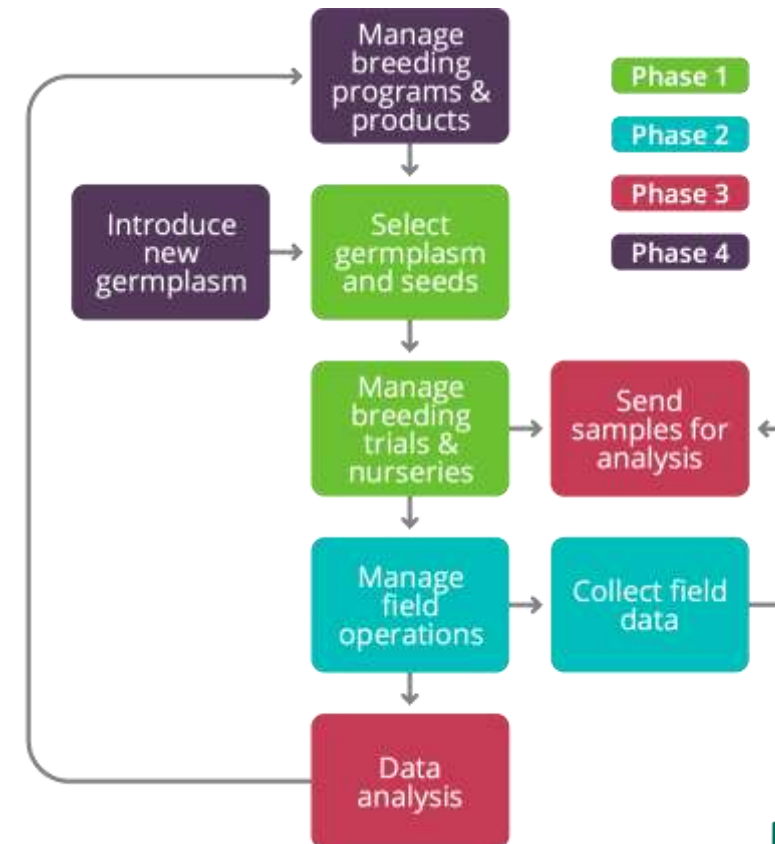 Manage
breeding
programs &
products
Phase 1
Phase 2
Phase 3
Phase 4
Introduce
new
germplasm
Select
germplasm
and seeds
Manage
breeding
trials &
nurseries
Send
samples for
analysis
Manage
field
operations
Collect field
data
Data
analysis